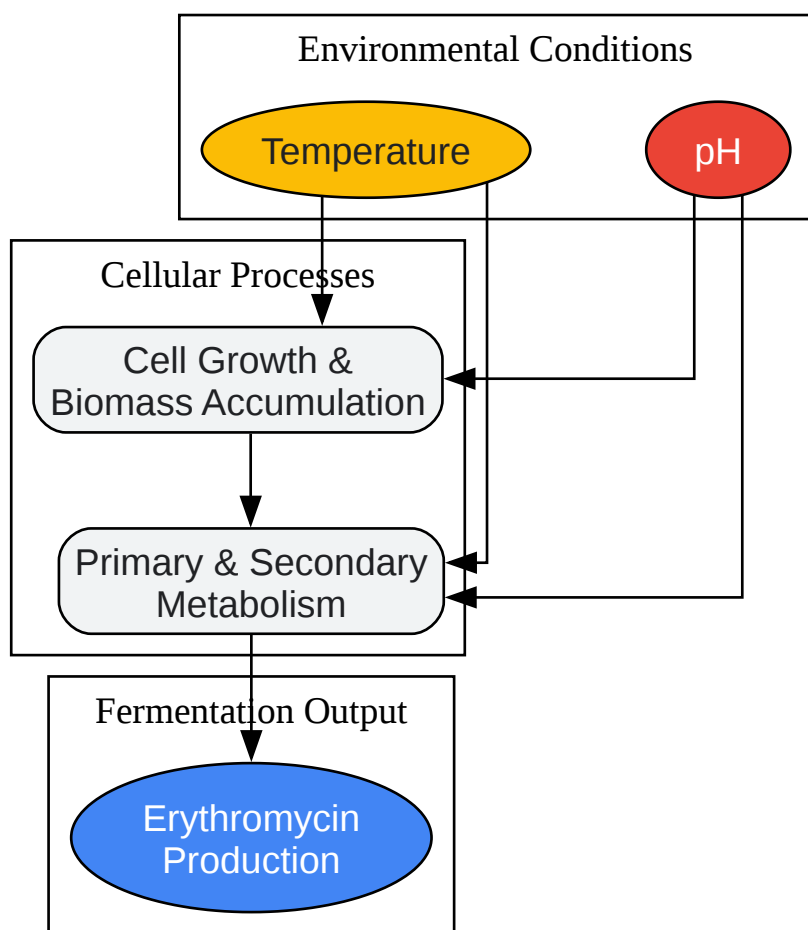 Environmental Conditions
Temperature
pH
Cellular Processes
Cell Growth &
Biomass Accumulation
Primary & Secondary
Metabolism
Fermentation Output
Erythromycin
Production